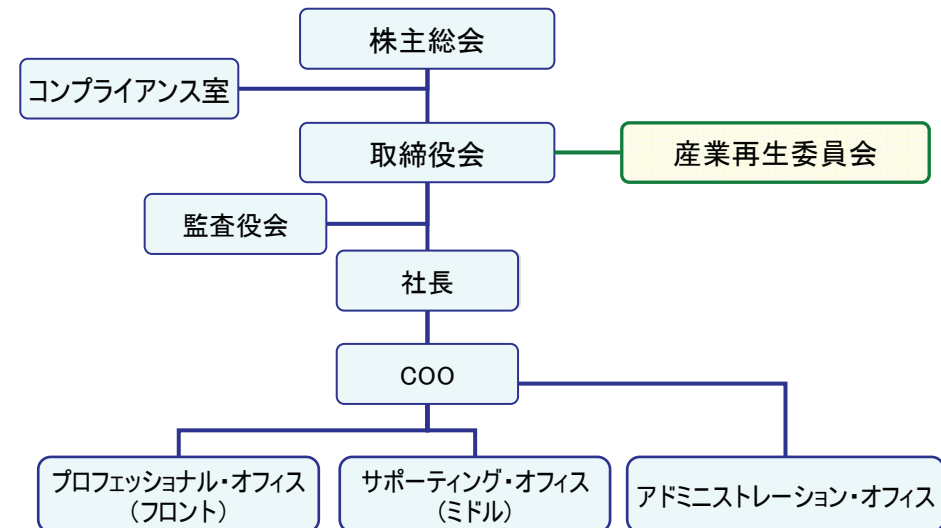 株主総会
コンプライアンス室
取締役会
産業再生委員会
監査役会
社長
COO
プロフェッショナル・オフィス
（フロント）
サポーティング・オフィス
（ミドル）
アドミニストレーション・オフィス